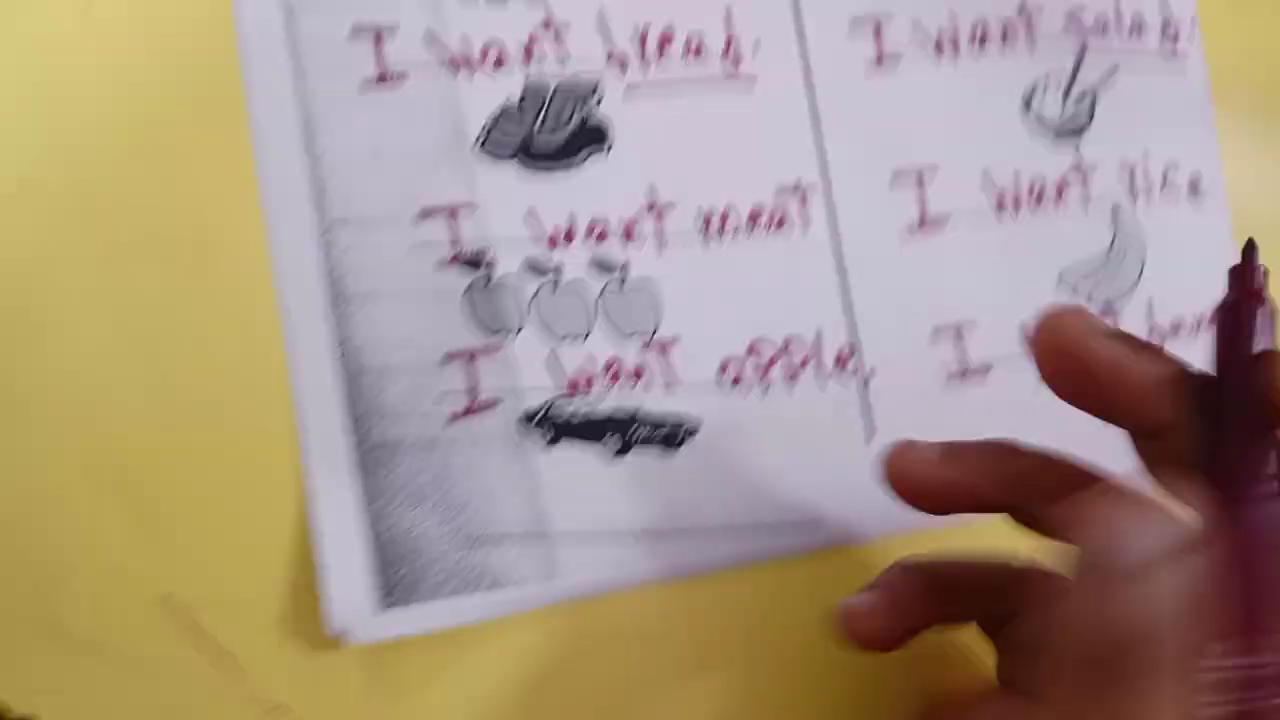 I want bread
I want meat
I want apple
I want salad
I want rice
I